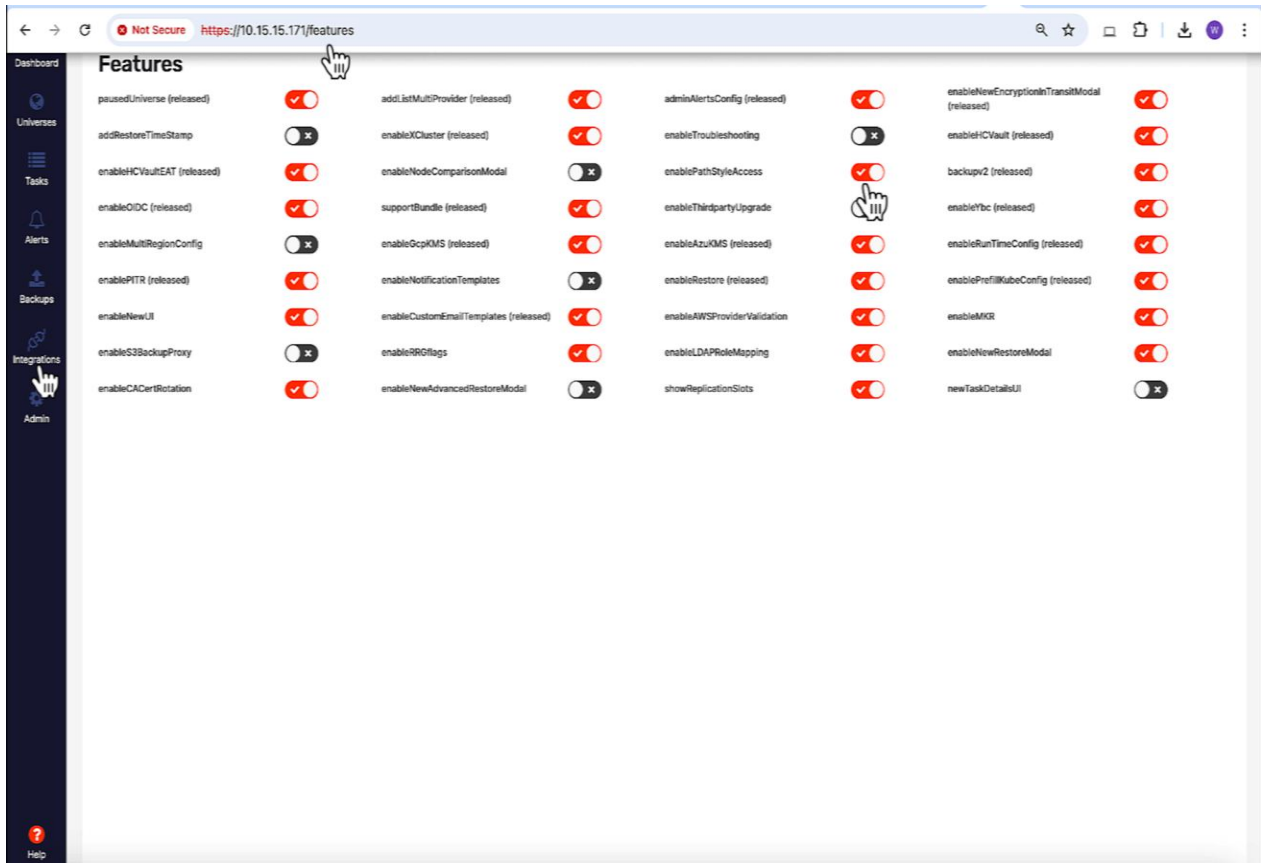 Not Secure https://10.15.15.171/features
W
Dashboard
Universes
Tasks
Alerts
Backups
Integrations
Admin
Help
Features
pausedUniverse (released)
addListMultiProvider (released)
adminAlertsConfig (released)
enableNewEncryptionInTransitModal
(released)
addRestoreTimeStamp
enableXCluster (released)
enableTroubleshooting
enableHCVault (released)
enableHCVaultEAT (released)
enableNodeComparisonModal
enablePathStyleAccess
backupv2 (released)
enableOIDC (released)
supportBundle (released)
enableThirdpartyUpgrade
enableYbc (released)
enableMultiRegionConfig
enableGcpKMS (released)
enableAzuKMS (released)
enableRunTimeConfig (released)
enablePITR (released)
enableNotificationTemplates
enableRestore (released)
enablePrefillKubeConfig (released)
enableNewUI
enableCustomEmailTemplates (released)
enableAWSProviderValidation
enableMKR
enableS3BackupProxy
enableRRGflags
enableLDAPRoleMapping
enableNewRestoreModal
enableCACertRotation
enableNewAdvancedRestoreModal
showReplicationSlots
newTaskDetailsUI